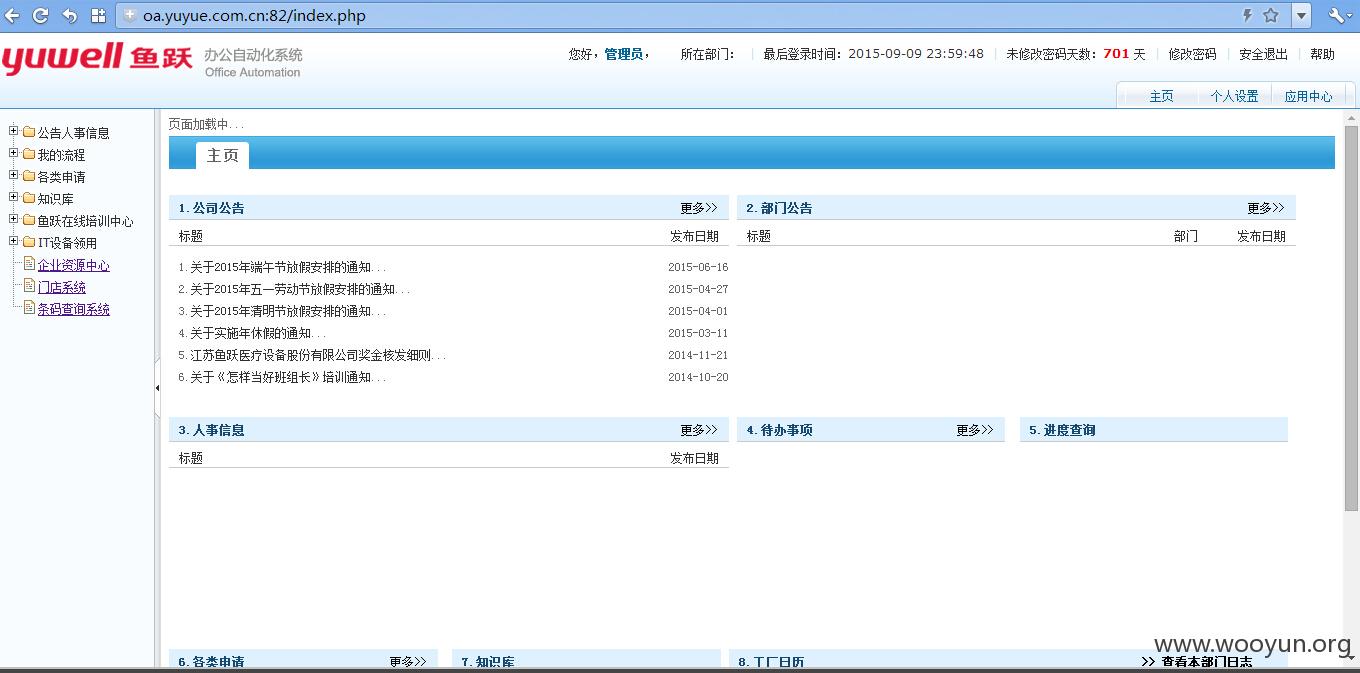 oa.yuyue.com.cn:82/index.php
yuwell 鱼跃 办公自动化系统
Office Automation
您好，管理员， 所在部门： 最后登录时间：2015-09-09 23:59:48 未修改密码天数：701 天 修改密码 安全退出 帮助
主页 个人设置 应用中心
公告人事信息
我的流程
各类申请
知识库
鱼跃在线培训中心
IT设备领用
企业资源中心
门店系统
条码查询系统
页面加载中...
主页
1. 公司公告 更多>>
标题 发布日期
1. 关于2015年端午节放假安排的通知... 2015-06-16
2. 关于2015年五一劳动节放假安排的通知... 2015-04-27
3. 关于2015年清明节放假安排的通知... 2015-04-01
4. 关于实施年休假的通知... 2015-03-11
5. 江苏鱼跃医疗设备股份有限公司奖金核发细则... 2014-11-21
6. 关于《怎样当好班组长》培训通知... 2014-10-20
2. 部门公告 更多>>
标题 部门 发布日期
3. 人事信息 更多>>
标题 发布日期
4. 待办事项 更多>>
5. 进度查询
6. 各类申请 更多>>
7. 知识库
8. 工厂日历 >> 查看本部门日志
www.wooyun.org